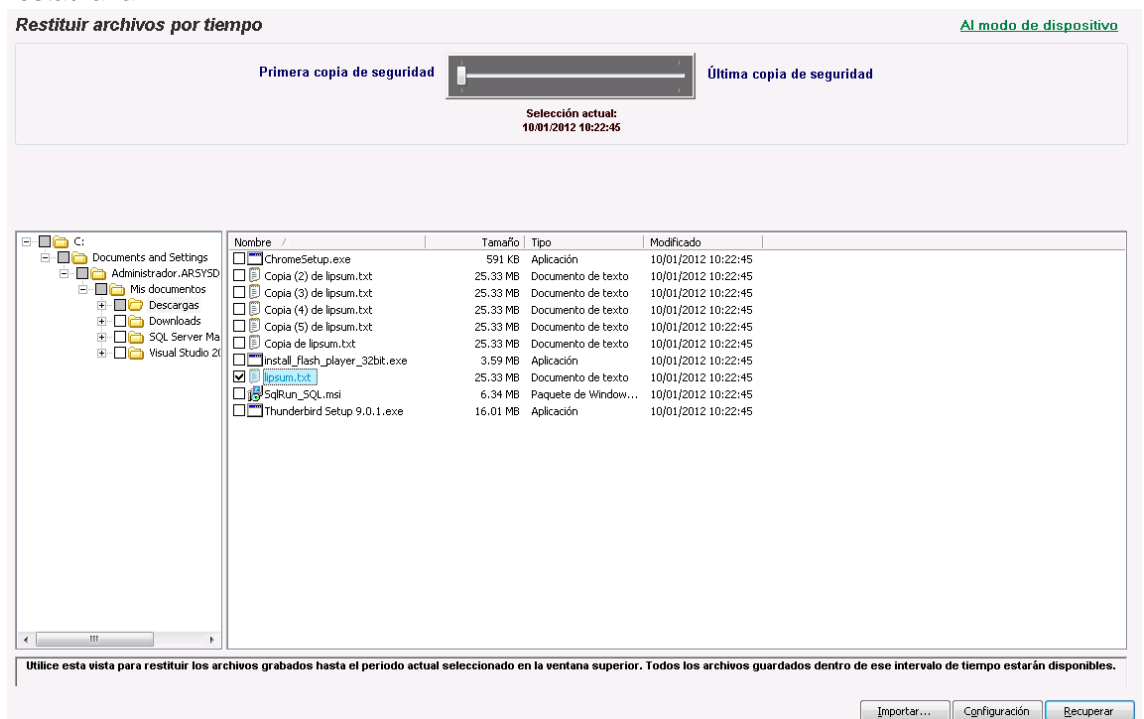 Restituir archivos por tiempo
Al modo de dispositivo
Primera copia de seguridad
Última copia de seguridad
Selección actual:
10/01/2012 10:22:45
C:
Documents and Settings
Administrador.ARSYSD
Mis documentos
Descargas
Downloads
SQL Server Ma
Visual Studio 20
Nombre / Tamaño Tipo Modificado
ChromeSetup.exe 591 KB Aplicación 10/01/2012 10:22:45
Copia (2) de lipsum.txt 25.33 MB Documento de texto 10/01/2012 10:22:45
Copia (3) de lipsum.txt 25.33 MB Documento de texto 10/01/2012 10:22:45
Copia (4) de lipsum.txt 25.33 MB Documento de texto 10/01/2012 10:22:45
Copia (5) de lipsum.txt 25.33 MB Documento de texto 10/01/2012 10:22:45
Copia de lipsum.txt 25.33 MB Documento de texto 10/01/2012 10:22:45
install_flash_player_32bit.exe 3.59 MB Aplicación 10/01/2012 10:22:45
lipsum.txt 25.33 MB Documento de texto 10/01/2012 10:22:45
SqlRun_SQL.msi 6.34 MB Paquete de Window... 10/01/2012 10:22:45
Thunderbird Setup 9.0.1.exe 16.01 MB Aplicación 10/01/2012 10:22:45
Utilice esta vista para restituir los archivos grabados hasta el periodo actual seleccionado en la ventana superior. Todos los archivos guardados dentro de ese intervalo de tiempo estarán disponibles.
Importar... Configuración Recuperar